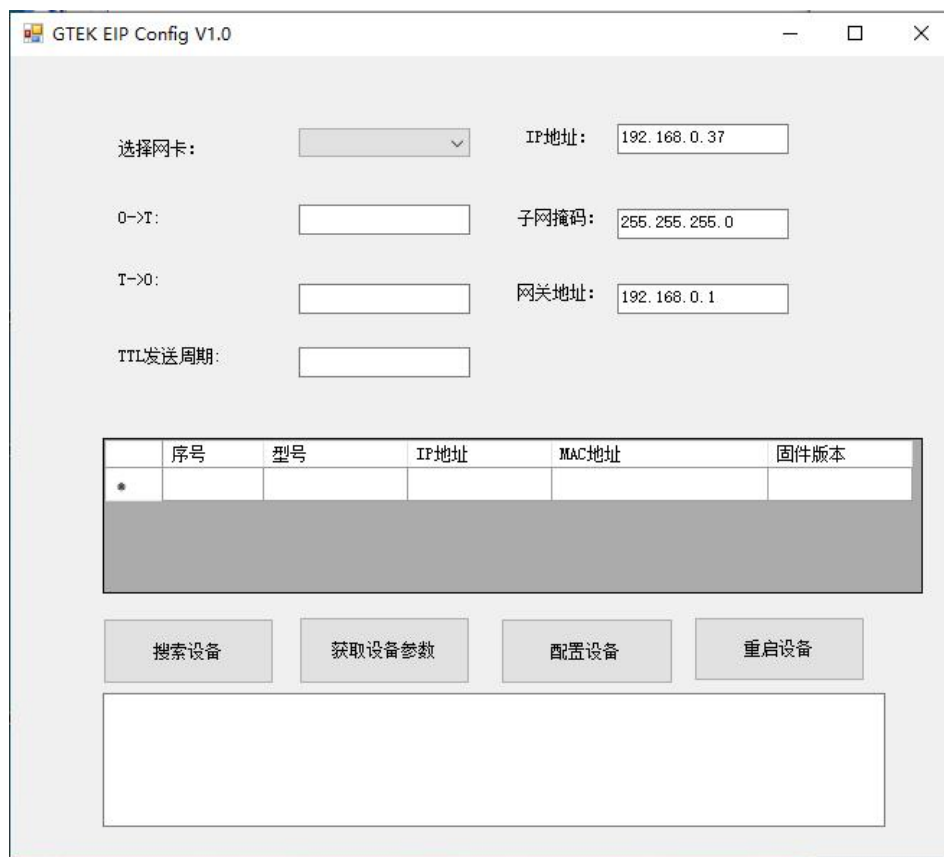 GTEK EIP Config V1.0
选择网卡：
IP地址： 192.168.0.37
O->T:
子网掩码： 255.255.255.0
T->O:
网关地址： 192.168.0.1
TTL发送周期:
序号 型号 IP地址 MAC地址 固件版本
搜索设备 获取设备参数 配置设备 重启设备